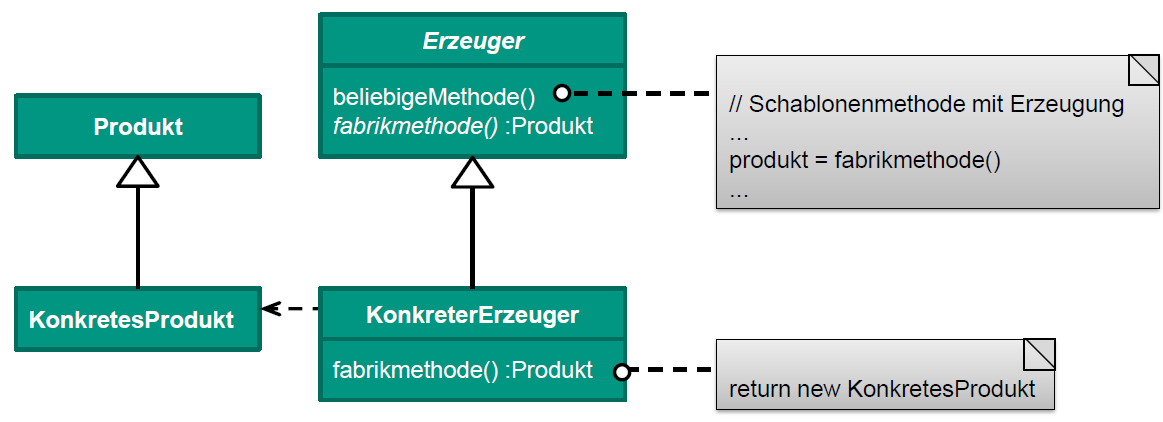 Erzeuger
beliebigeMethode()
fabrikmethode() :Produkt
// Schablonenmethode mit Erzeugung
...
produkt = fabrikmethode()
...
Produkt
KonkretesProdukt
KonkreterErzeuger
fabrikmethode() :Produkt
return new KonkretesProdukt